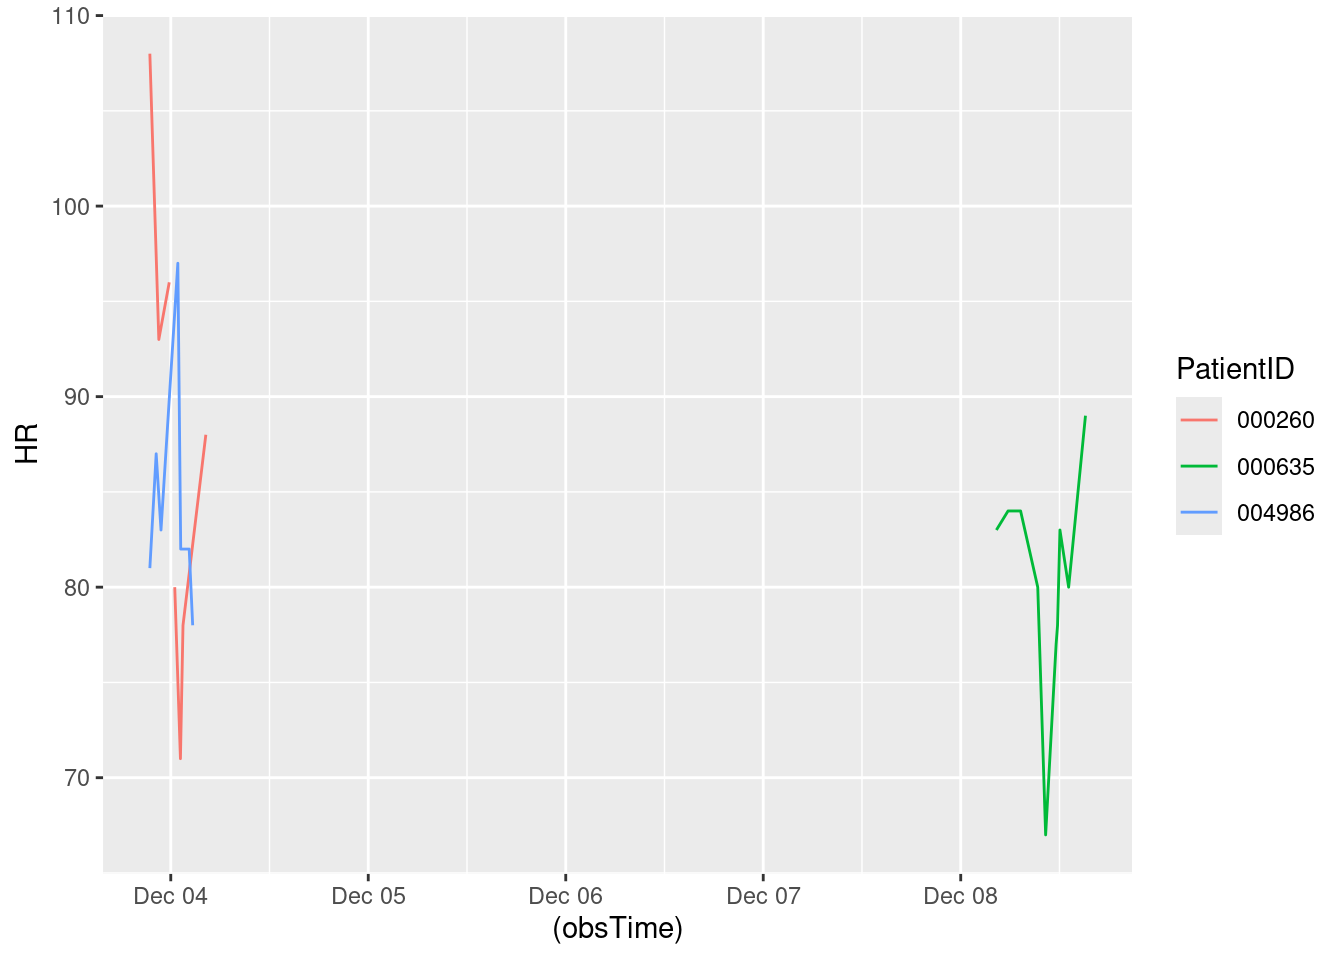 110
100
90
80
70
HR
Dec 04
Dec 05
Dec 06
Dec 07
Dec 08
(obsTime)
PatientID
000260
000635
004986